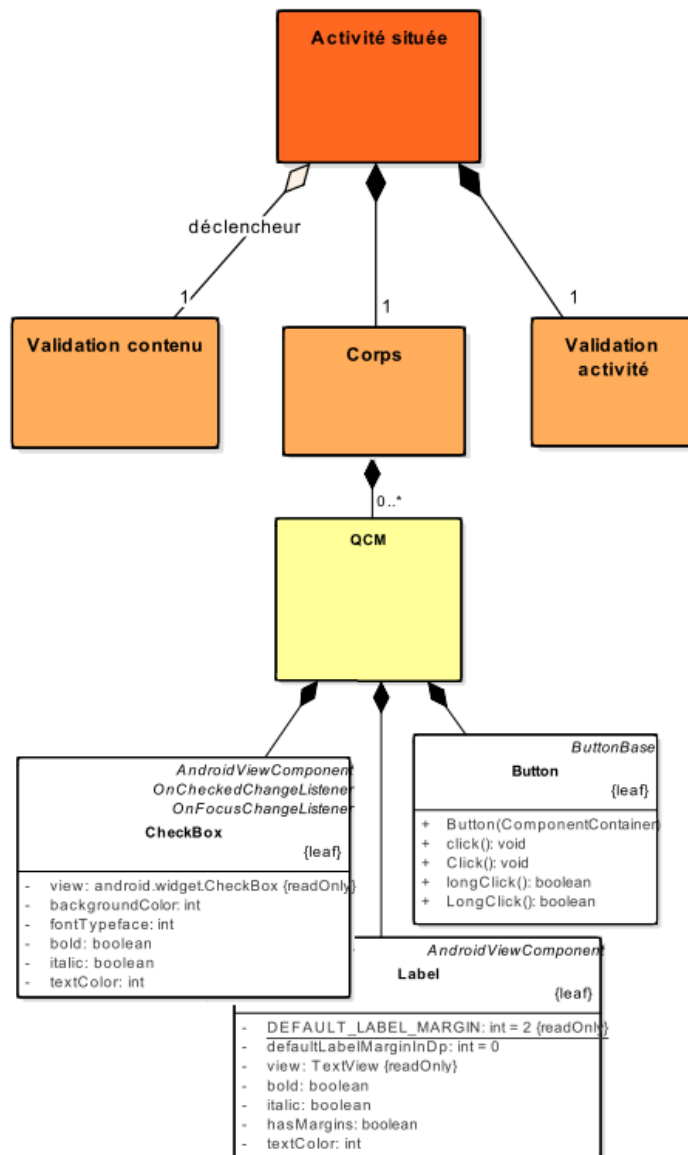 Activité située
déclencheur
1
1
1
Validation contenu
Corps
Validation
activité
0..*
QCM
AndroidViewComponent
OnCheckedChangeListener
OnFocusChangeListener
CheckBox
{leaf}
- view: android.widget.CheckBox {readOnly}
- backgroundColor: int
- fontTypeface: int
- bold: boolean
- italic: boolean
- textColor: int
ButtonBase
Button
{leaf}
+ Button(ComponentContainer)
+ click(): void
+ Click(): void
+ longClick(): boolean
+ LongClick(): boolean
AndroidViewComponent
Label
{leaf}
- DEFAULT_LABEL_MARGIN: int = 2 {readOnly}
- defaultLabelMarginInDp: int = 0
- view: TextView {readOnly}
- bold: boolean
- italic: boolean
- hasMargins: boolean
- textColor: int